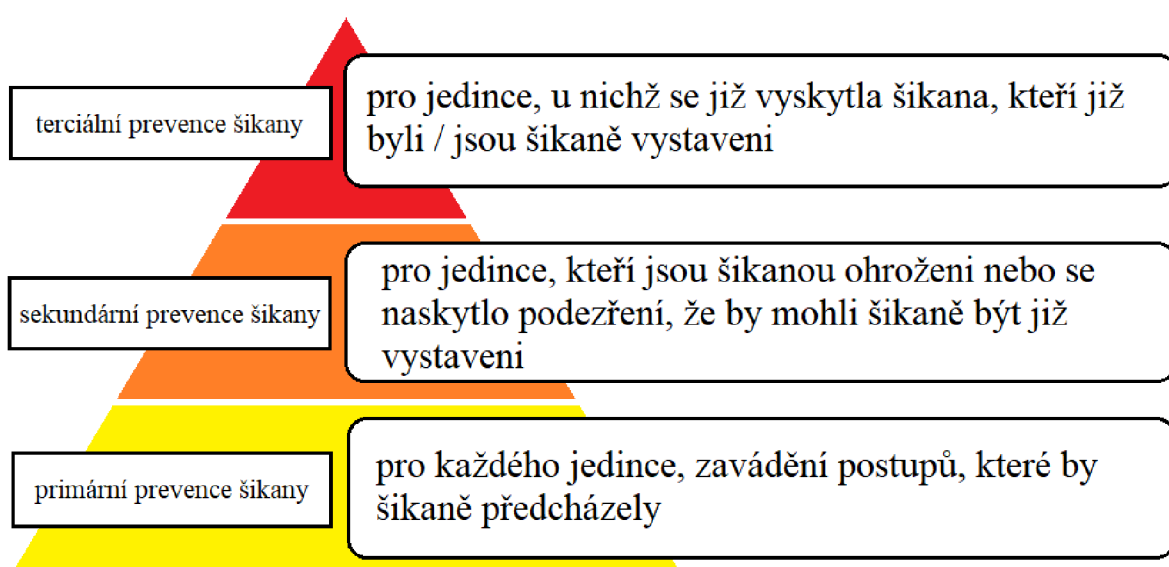 terciální prevence šikany
pro jedince, u nichž se již vyskytla šikana, kteří již
byli / jsou šikaně vystaveni
sekundární prevence šikany
pro jedince, kteří jsou šikanou ohroženi nebo se
naskytlo podezření, že by mohli šikaně být již
vystaveni
primární prevence šikany
pro každého jedince, zavádění postupů, které by
šikaně předcházely